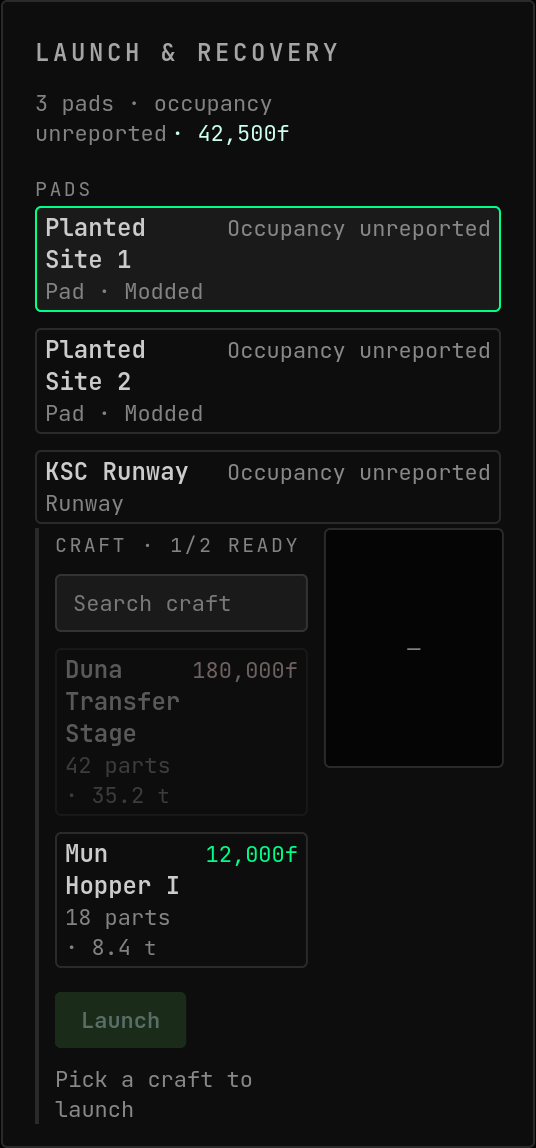 LAUNCH & RECOVERY
3 pads · occupancy
unreported · 42,500f
PADS
Planted Occupancy unreported
Site 1
Pad · Modded
Planted Occupancy unreported
Site 2
Pad · Modded
KSC Runway Occupancy unreported
Runway
CRAFT · 1/2 READY
Search craft
—
Duna 180,000f
Transfer
Stage
42 parts
· 35.2 t
Mun 12,000f
Hopper I
18 parts
· 8.4 t
Launch
Pick a craft to
launch